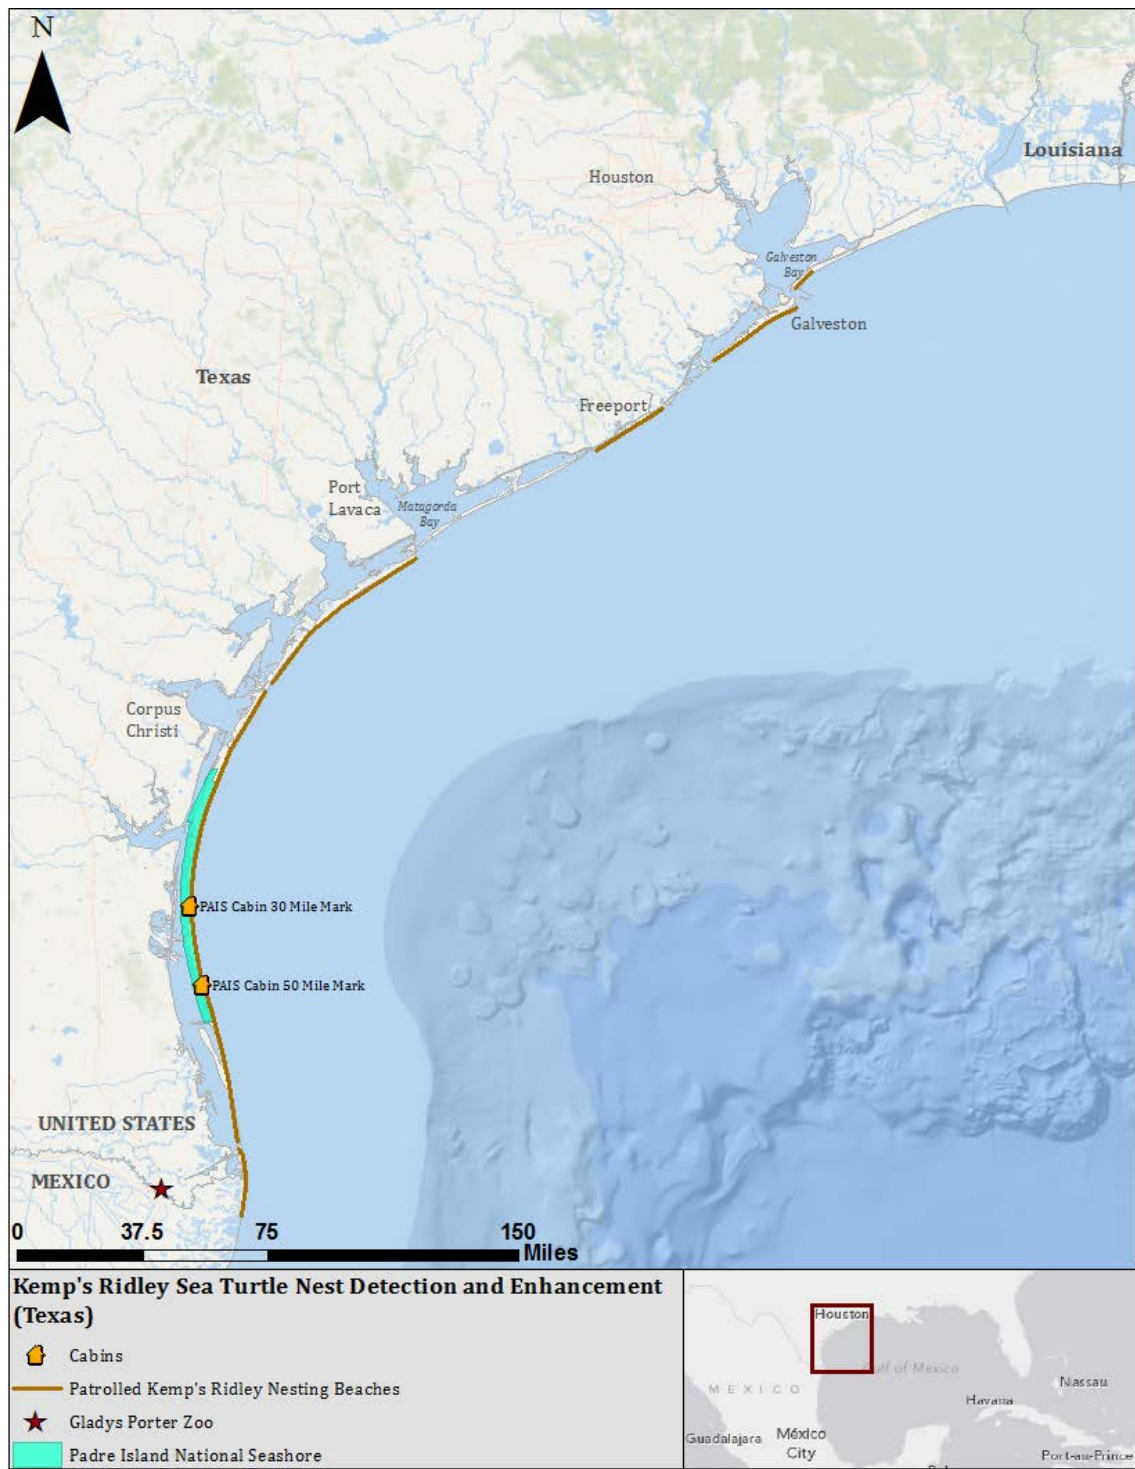 N
Louisiana
Houston
Galveston
Bay
Galveston
Texas
Freeport
Port
Lavaca
Matagorda
Bay
Corpus
Christi
PAIS Cabin 30 Mile Mark
PAIS Cabin 50 Mile Mark
UNITED STATES
MEXICO
0 37.5 75 150
Miles
Kemp's Ridley Sea Turtle Nest Detection and Enhancement
(Texas)
Cabins
Patrolled Kemp's Ridley Nesting Beaches
Gladys Porter Zoo
Padre Island National Seashore
Houston
Gulf of Mexico
MEXICO
Nassau
Havana
Guadalajara
México
City
Port-au-Prince